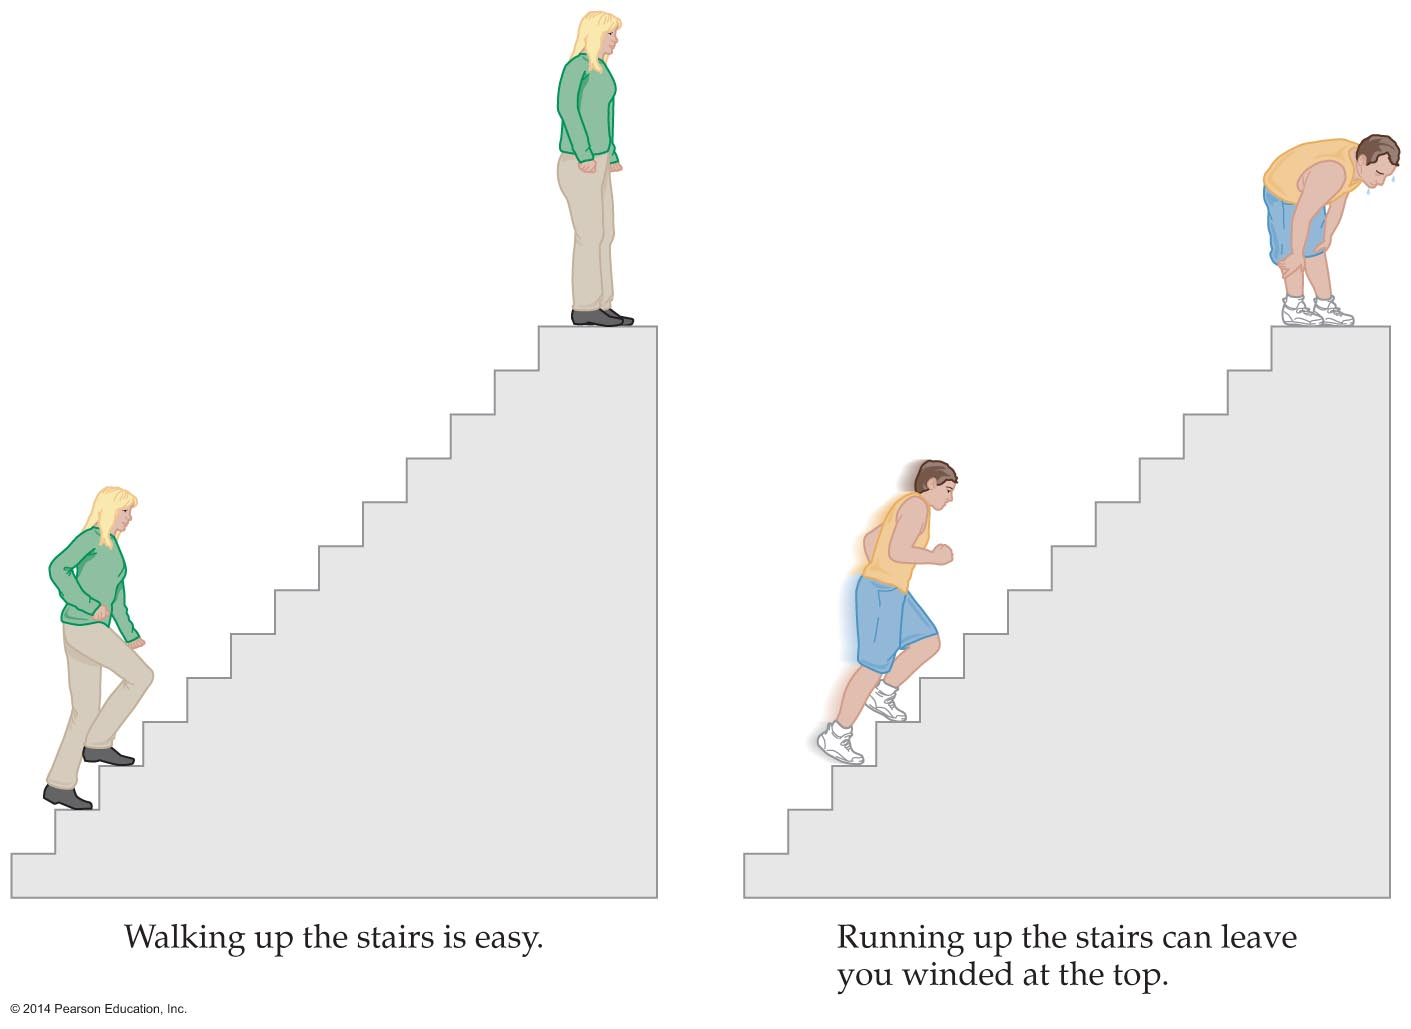 Walking up the stairs is easy.
Running up the stairs can leave
you winded at the top.
© 2014 Pearson Education, Inc.